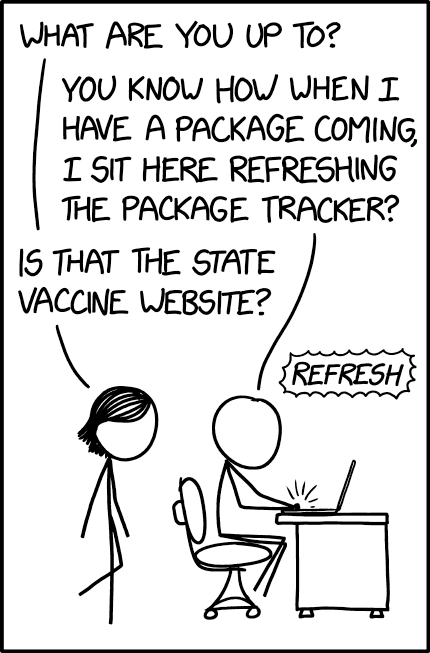 WHAT ARE YOU UP TO?
YOU KNOW HOW WHEN I
HAVE A PACKAGE COMING,
I SIT HERE REFRESHING
THE PACKAGE TRACKER?
IS THAT THE STATE
VACCINE WEBSITE?
REFRESH